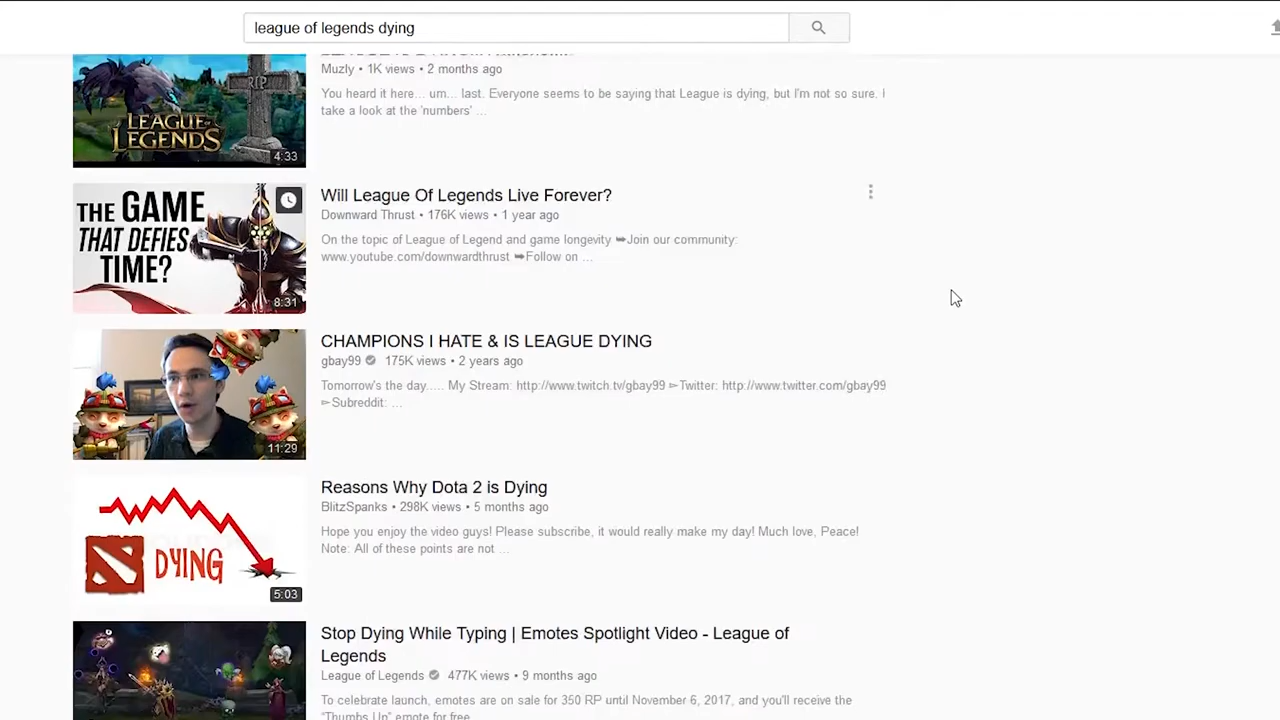 league of legends dying
Muzly • 1K views • 2 months ago
You heard it here... um... last. Everyone seems to be saying that League is dying, but I'm not so sure. I
take a look at the 'numbers' ...
RIP
LEAGUE OF
LEGENDS
4:33
THE GAME
THAT DEFIES
TIME?
8:31
Will League Of Legends Live Forever?
Downward Thrust • 176K views • 1 year ago
On the topic of League of Legend and game longevity ➥Join our community:
www.youtube.com/downwardthrust ➥Follow on ...
11:29
CHAMPIONS I HATE & IS LEAGUE DYING
gbay99 175K views • 2 years ago
Tomorrow's the day..... My Stream: http://www.twitch.tv/gbay99 ➣Twitter: http://www.twitter.com/gbay99
➣Subreddit: ...
DYING
5:03
Reasons Why Dota 2 is Dying
BlitzSpanks • 298K views • 5 months ago
Hope you enjoy the video guys! Please subscribe, it would really make my day! Much love, Peace!
Note: All of these points are not ...
Stop Dying While Typing | Emotes Spotlight Video - League of
Legends
League of Legends 477K views • 9 months ago
To celebrate launch, emotes are on sale for 350 RP until November 6, 2017, and you'll receive the
"Thumbs Up" emote for free.